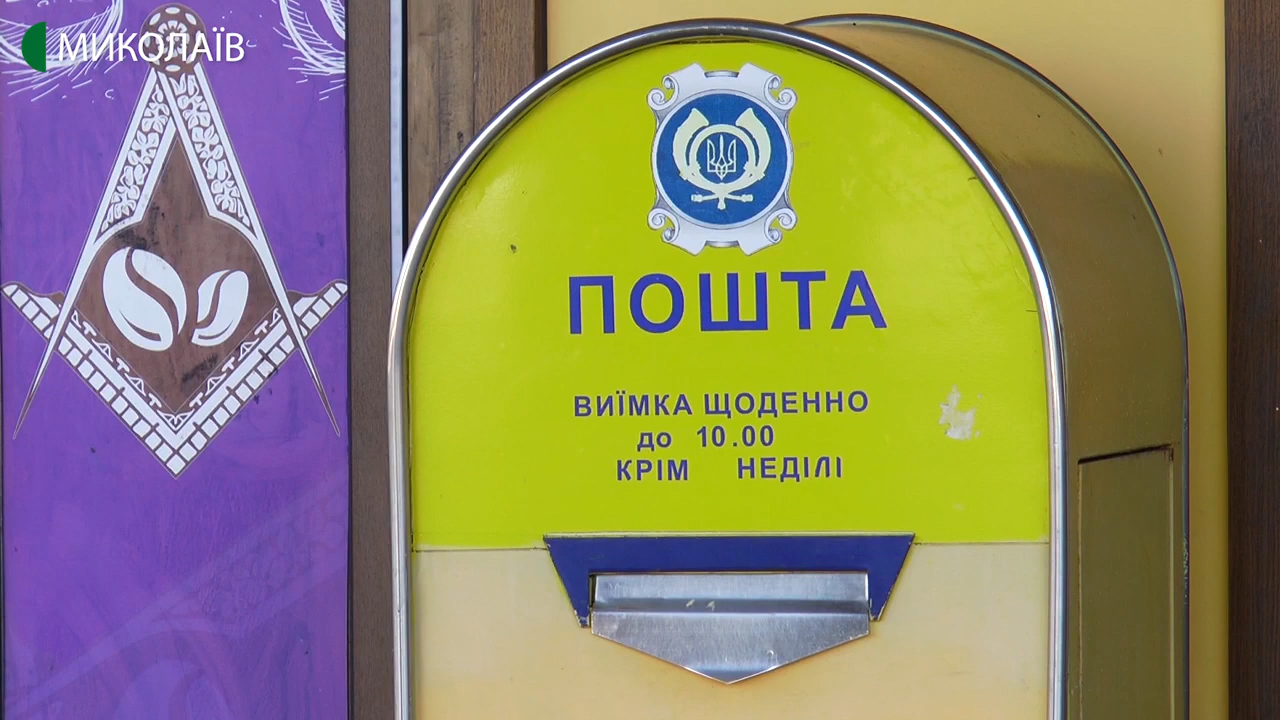 МИКОЛАЇВ
ПОШТА
ВИЇМКА ЩОДЕННО
до 10.00
КРІМ НЕДІЛІ